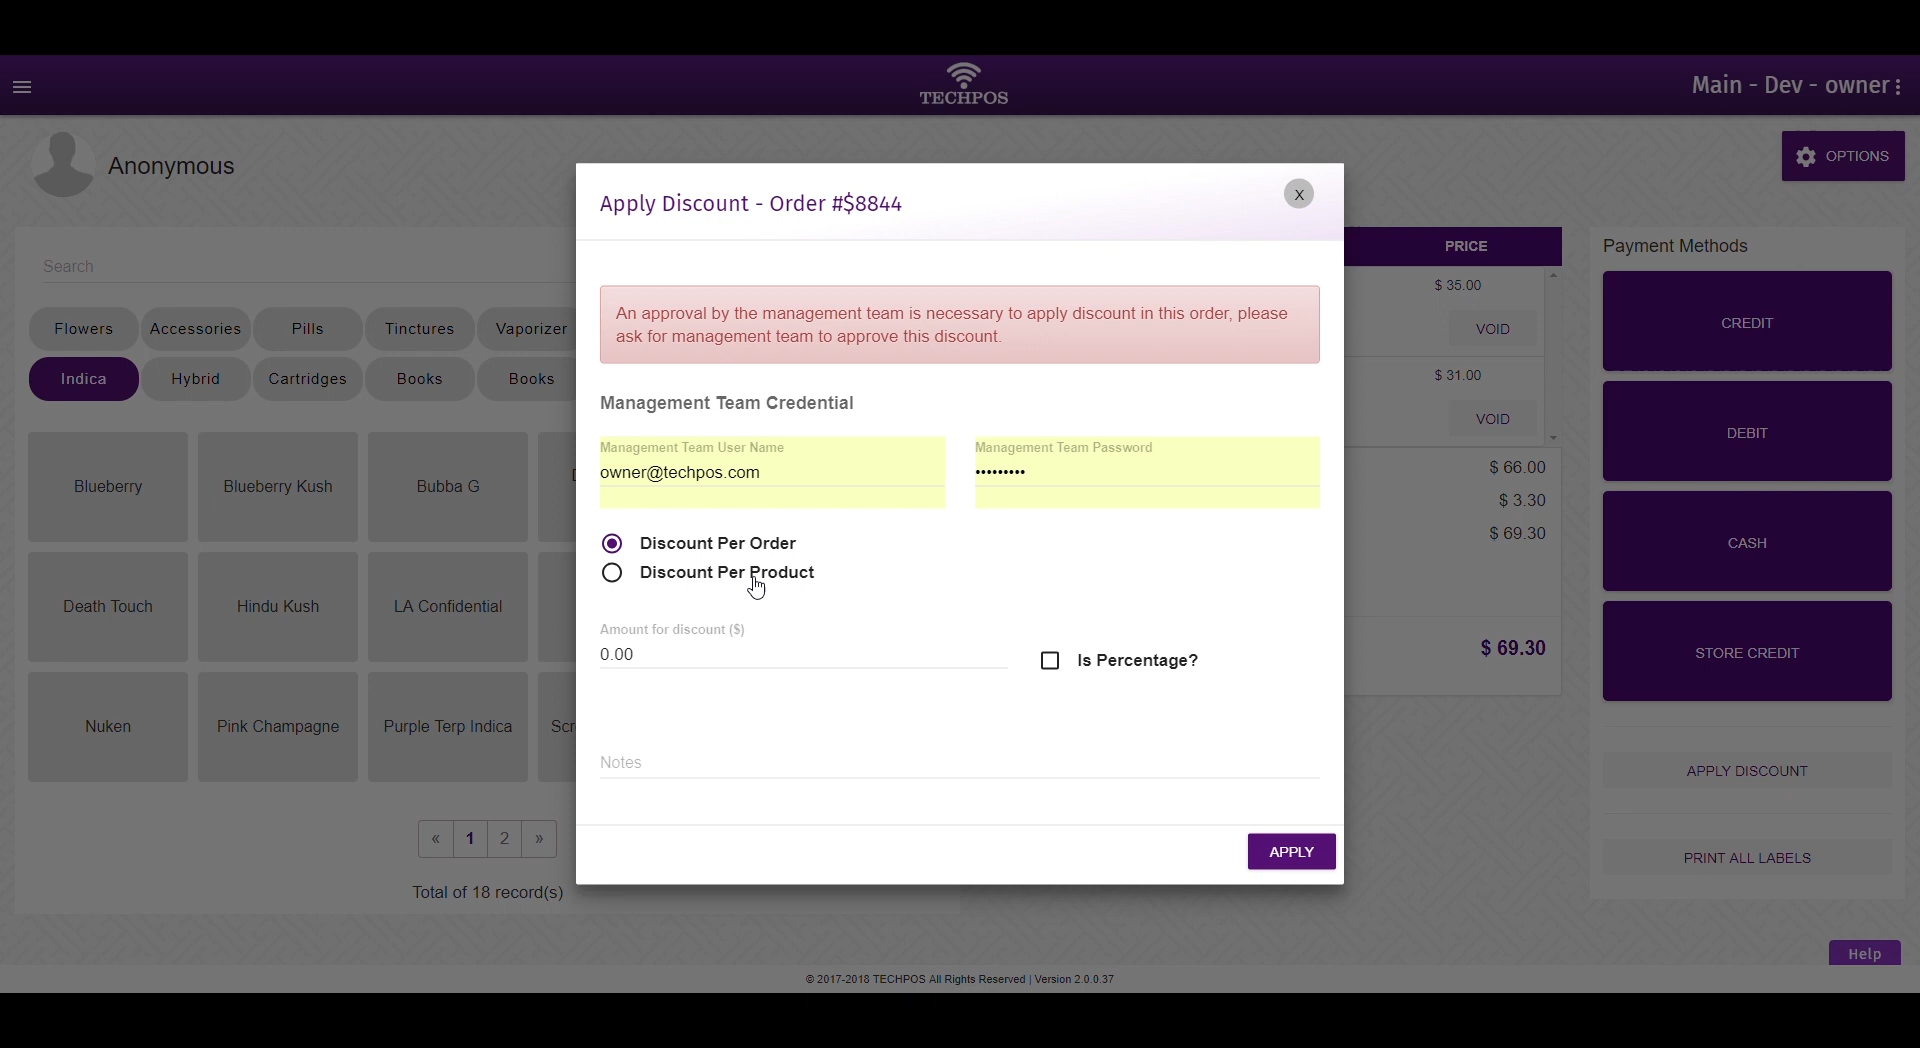 TECHPOS
Main - Dev - owner
Anonymous
OPTIONS
Apply Discount - Order #$8844
X
Search
PRICE
Payment Methods
An approval by the management team is necessary to apply discount in this order, please
ask for management team to approve this discount.
$ 35.00
VOID
$ 31.00
VOID
CREDIT
Flowers
Accessories
Pills
Tinctures
Vaporizer
Indica
Hybrid
Cartridges
Books
Books
Management Team Credential
Management Team User Name
owner@techpos.com
Management Team Password
•••••••••
DEBIT
$ 66.00
$ 3.30
$ 69.30
Blueberry
Blueberry Kush
Bubba G
Discount Per Order
Discount Per Product
CASH
Death Touch
Hindu Kush
LA Confidential
Amount for discount ($)
0.00
Is Percentage?
$ 69.30
STORE CREDIT
Nuken
Pink Champagne
Purple Terp Indica
Scr
Notes
APPLY DISCOUNT
« 1 2 »
APPLY
PRINT ALL LABELS
Total of 18 record(s)
Help
© 2017-2018 TECHPOS All Rights Reserved | Version 2.0.0.37